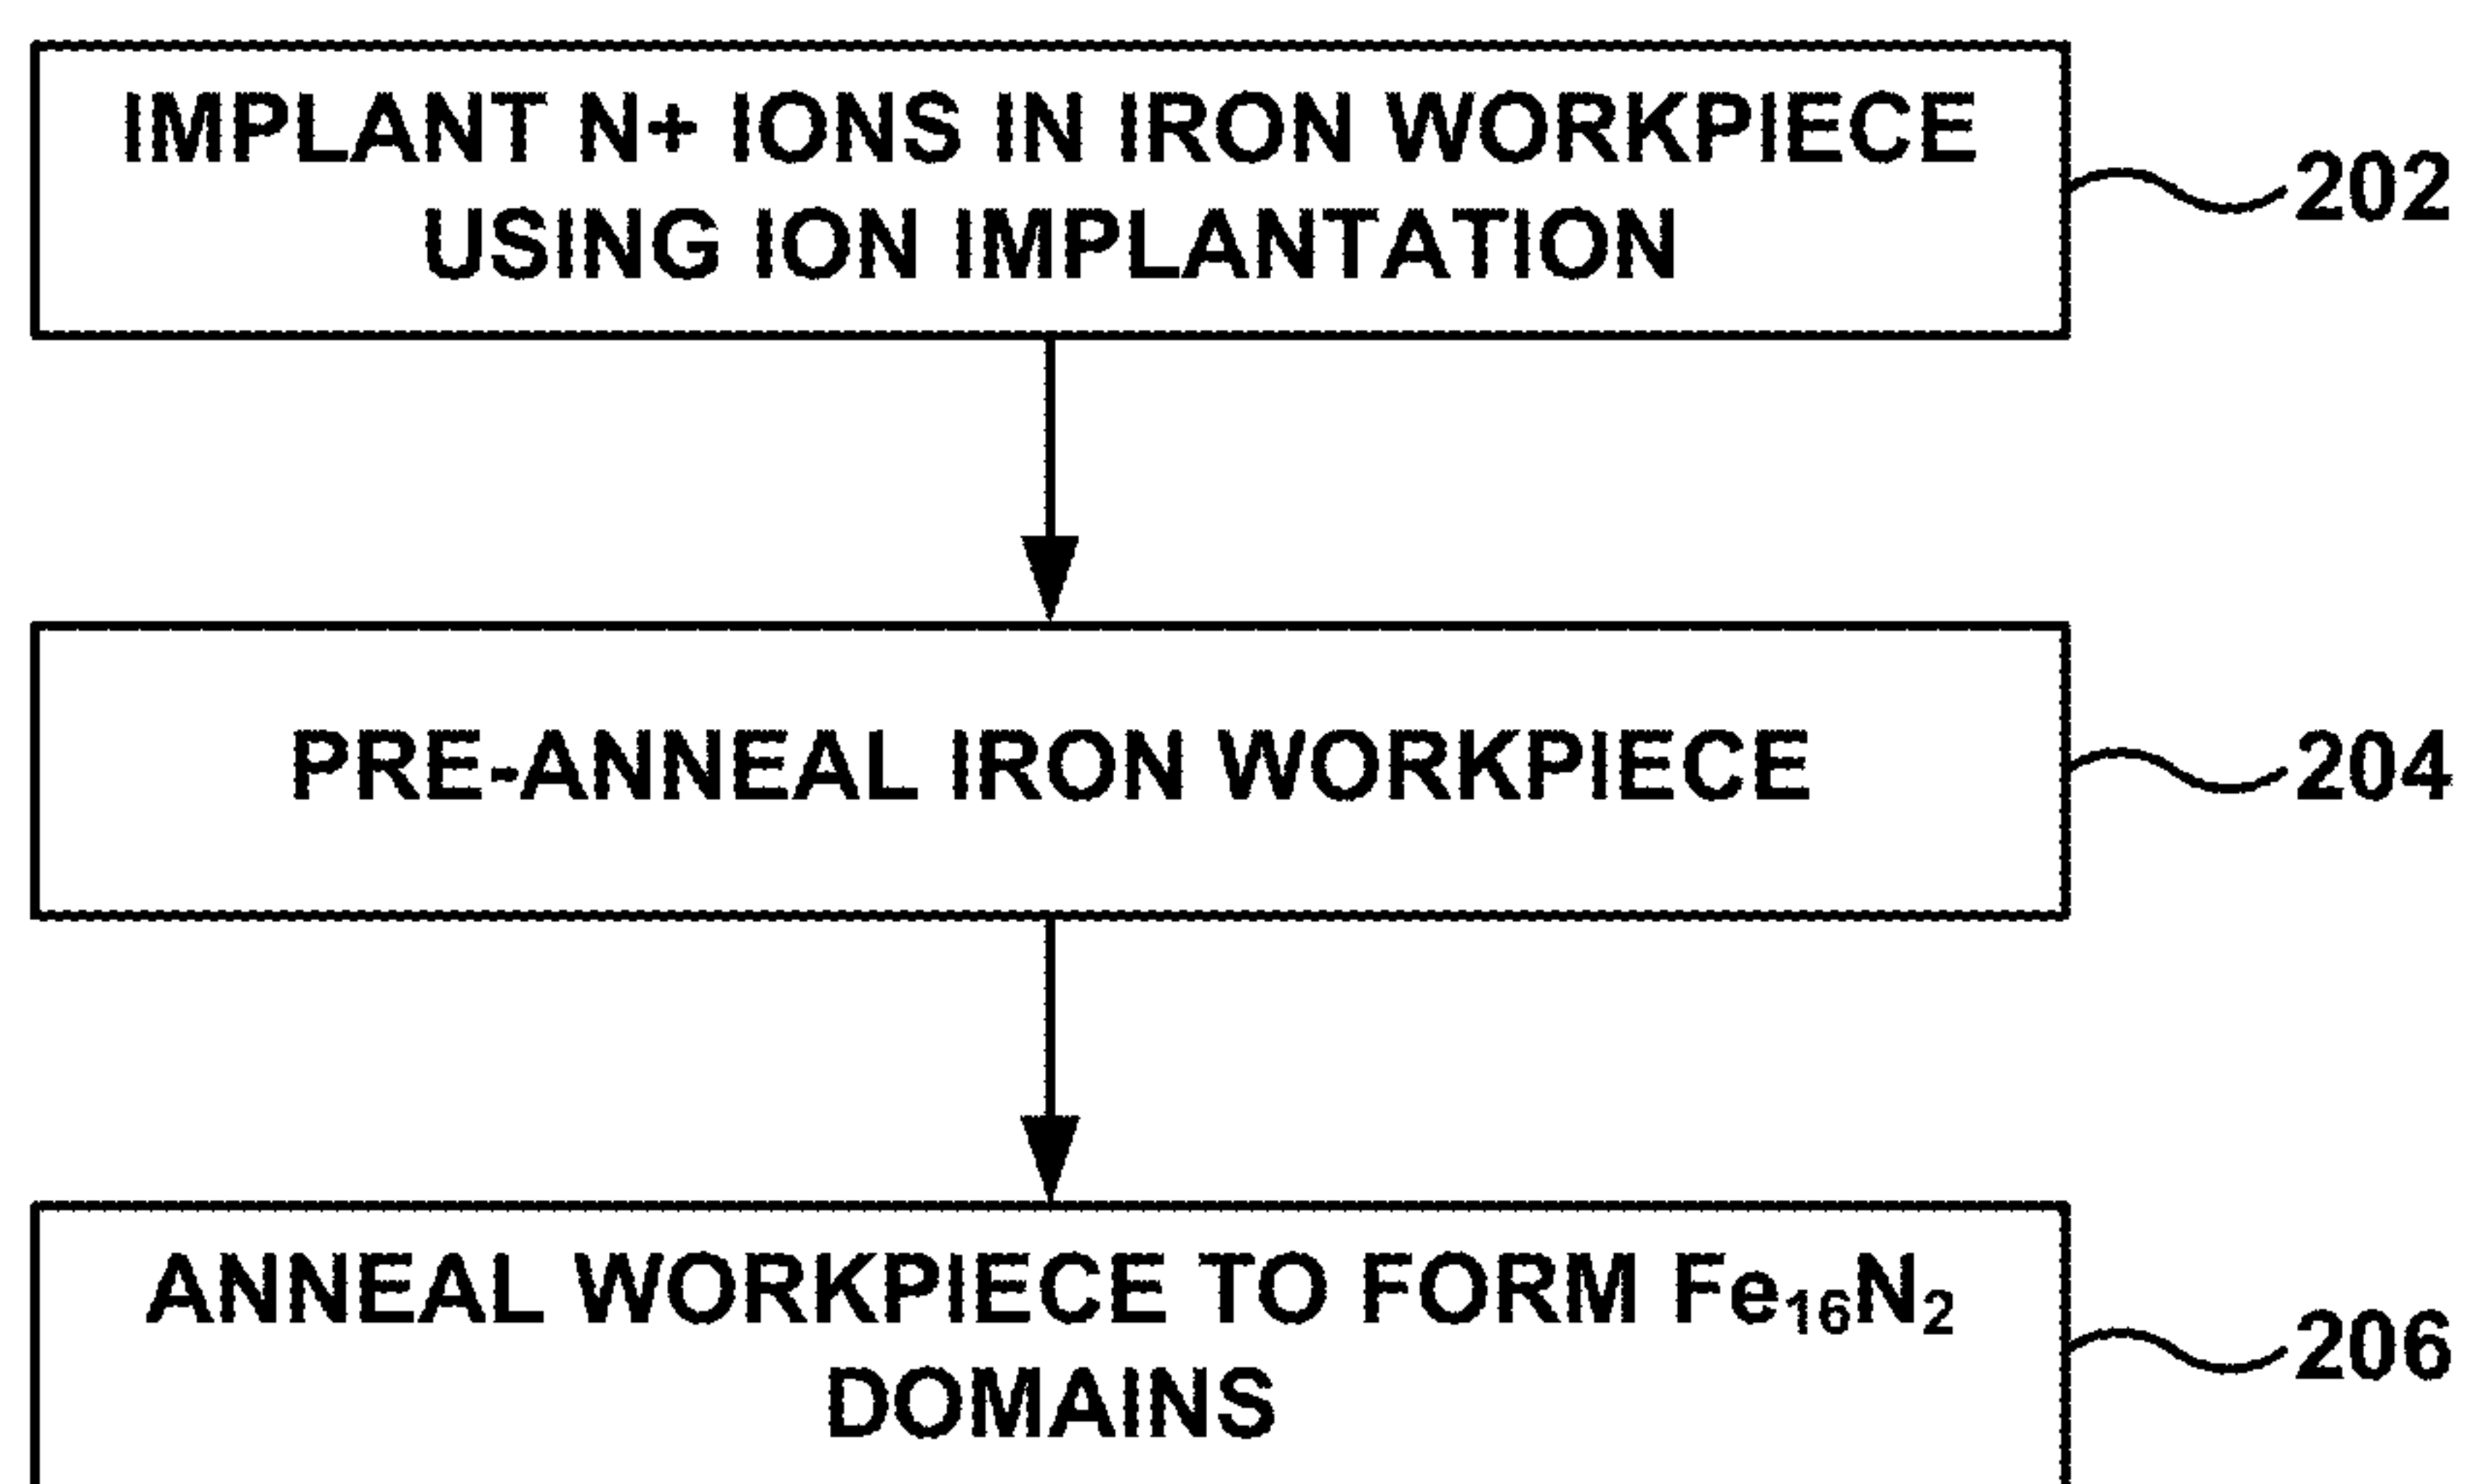 IMPLANT N+ IONS IN IRON WORKPIECE
USING ION IMPLANTATION
202
PRE-ANNEAL IRON WORKPIECE
204
ANNEAL WORKPIECE TO FORM Fe₁₆N₂
DOMAINS
206